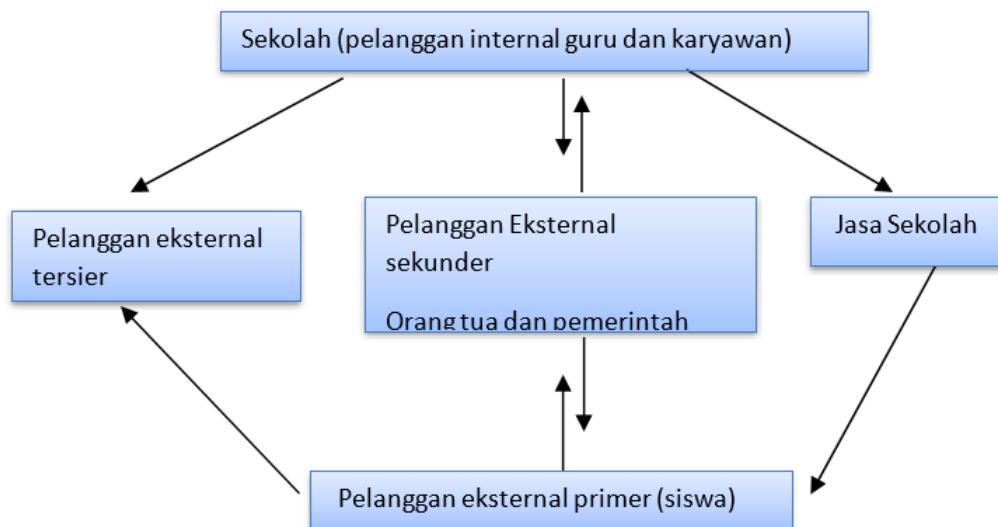 Sekolah (pelanggan internal guru dan karyawan)
Pelanggan eksternal
tersier
Pelanggan Eksternal
sekunder
Orang tua dan pemerintah
Jasa Sekolah
Pelanggan eksternal primer (siswa)